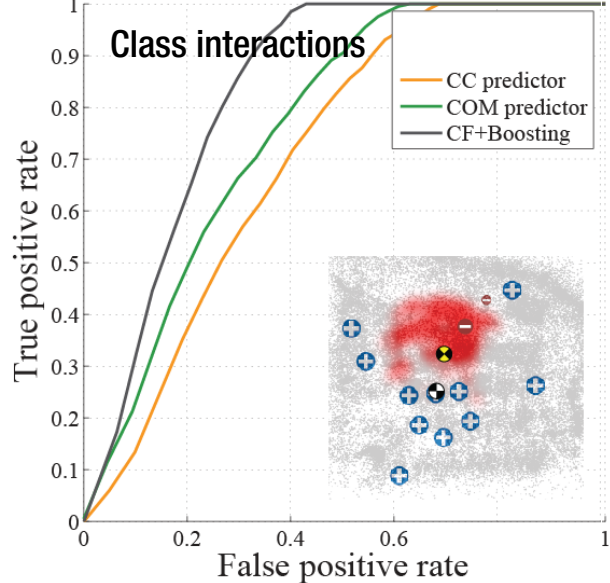 Class interactions
CC predictor
COM predictor
CF+Boosting
True positive rate
1
0.9
0.8
0.7
0.6
0.5
0.4
0.3
0.2
0.1
0
0
0.2
0.4
0.6
0.8
1
False positive rate